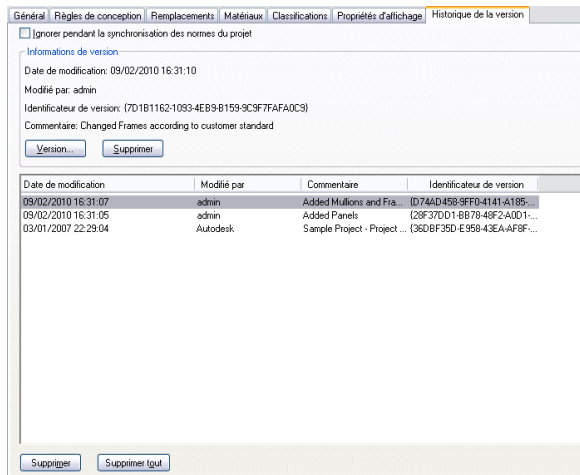 Général Règles de conception Remplacements Matériaux Classifications Propriétés d'affichage Historique de la version
Ignorer pendant la synchronisation des normes du projet
Informations de version
Date de modification: 09/02/2010 16:31:10
Modifié par: admin
Identificateur de version: {7D1B1162-1093-4EB9-B159-9C9F7FAFA0C9}
Commentaire: Changed Frames according to customer standard
Version... Supprimer
Date de modification Modifié par Commentaire Identificateur de version
09/02/2010 16:31:07 admin Added Mullions and Fra... {D74AD458-9FF0-4141-A185-...
09/02/2010 16:31:05 admin Added Panels {28F37DD1-BB78-48F2-A0D1-...
03/01/2007 22:29:04 Autodesk Sample Project - Project ... {36DBF35D-E958-43EA-AF8F-...
Supprimer Supprimer tout